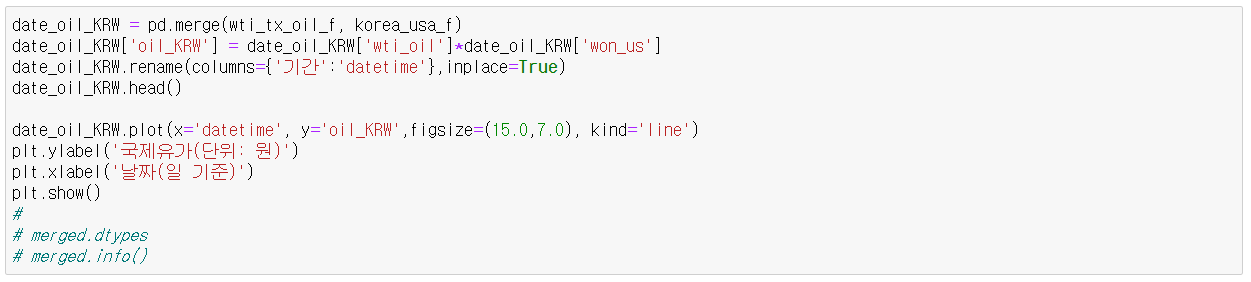 date_oil_KRW = pd.merge(wti_tx_oil_f, korea_usa_f)
date_oil_KRW['oil_KRW'] = date_oil_KRW['wti_oil']*date_oil_KRW['won_us']
date_oil_KRW.rename(columns={'기간':'datetime'},inplace=True)
date_oil_KRW.head()

date_oil_KRW.plot(x='datetime', y='oil_KRW',figsize=(15.0,7.0), kind='line')
plt.ylabel('국제유가(단위: 원)')
plt.xlabel('날짜(일 기준)')
plt.show()
#
# merged.dtypes
# merged.info()